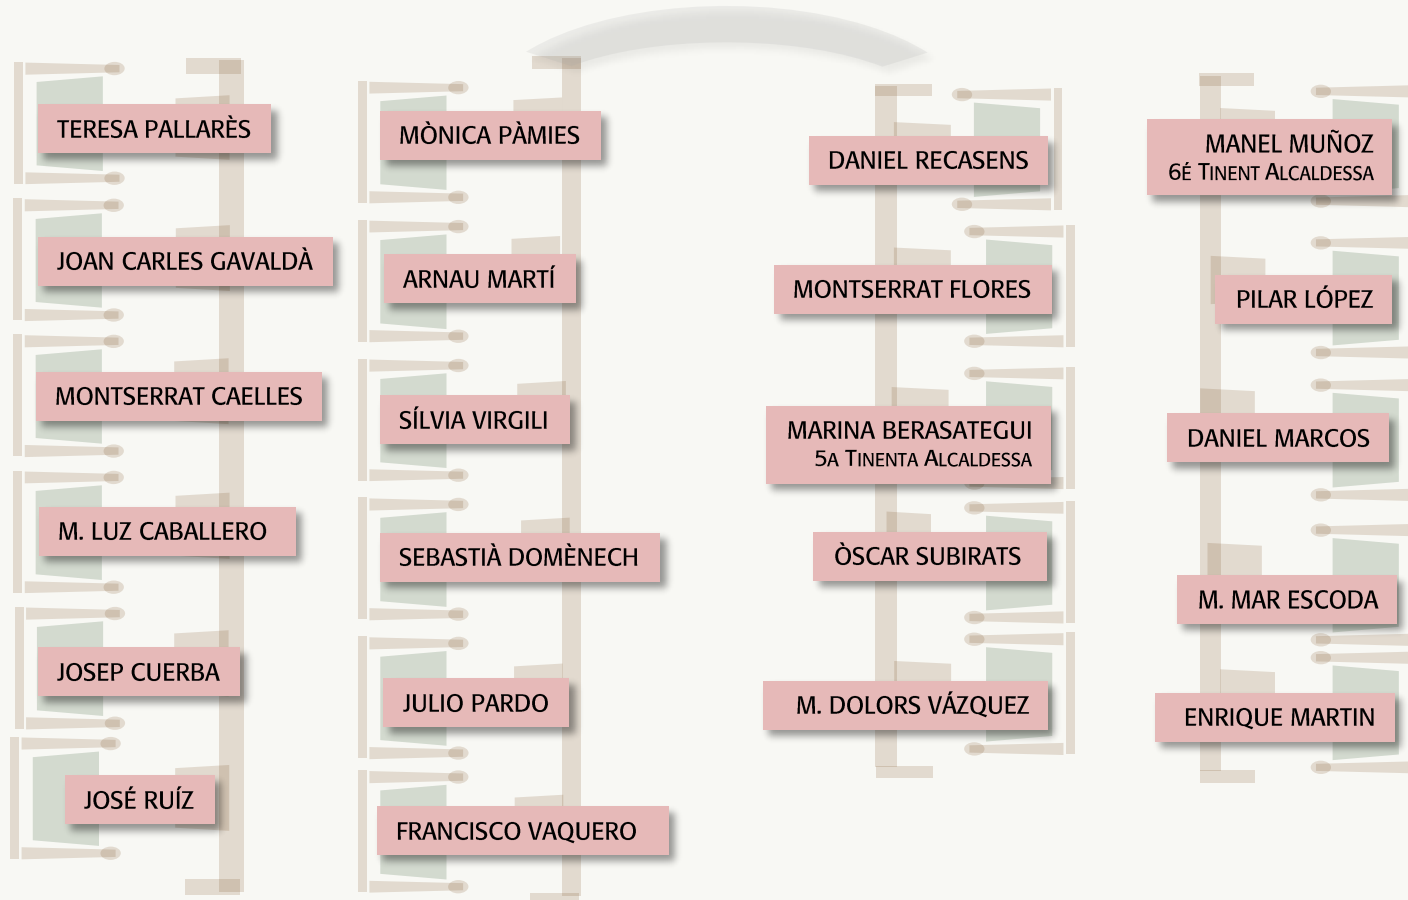 TERESA PALLARÈS
JOAN CARLES GAVALDÀ
MONTSERRAT CAELLES
M. LUZ CABALLERO
JOSEP CUERBA
JOSÉ RUÍZ
MÒNICA PÀMIES
ARNAU MARTÍ
SÍLVIA VIRGILI
SEBASTIÀ DOMÈNECH
JULIO PARDO
FRANCISCO VAQUERO
DANIEL RECASENS
MONTSERRAT FLORES
MARINA BERASATEGUI
5A TINENTA ALCALDESSA
ÒSCAR SUBIRATS
M. DOLORS VÁZQUEZ
MANEL MUÑOZ
6É TINENT ALCALDESSA
PILAR LÓPEZ
DANIEL MARCOS
M. MAR ESCODA
ENRIQUE MARTIN